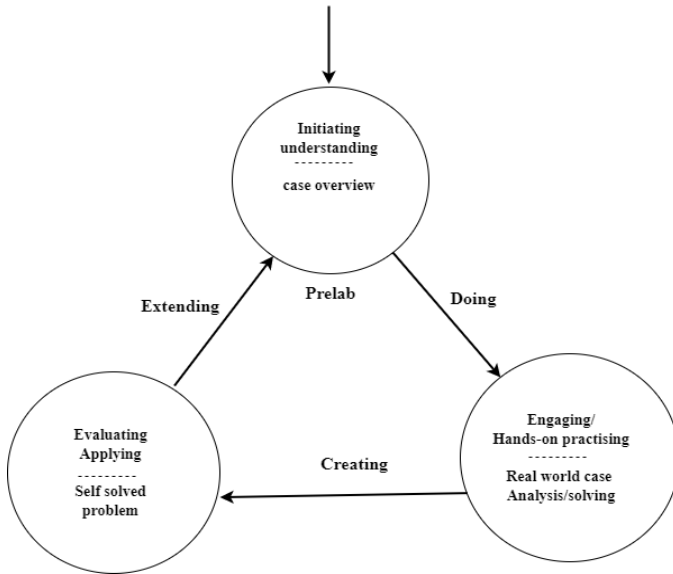 Initiating
understanding
---------
case overview
Prelab
Extending
Doing
Evaluating
Applying
---------
Self solved
problem
Creating
Engaging/
Hands-on practising
---------
Real world case
Analysis/solving